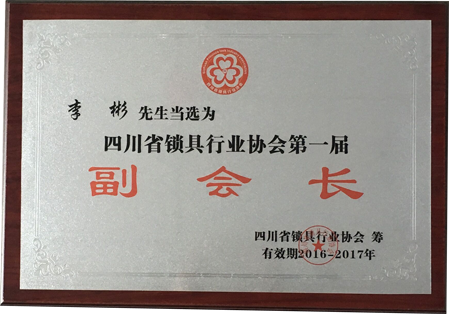 李 彬 先生当选为
四川省锁具行业协会第一届
副会长
四川省锁具行业协会 筹
有效期2016-2017年